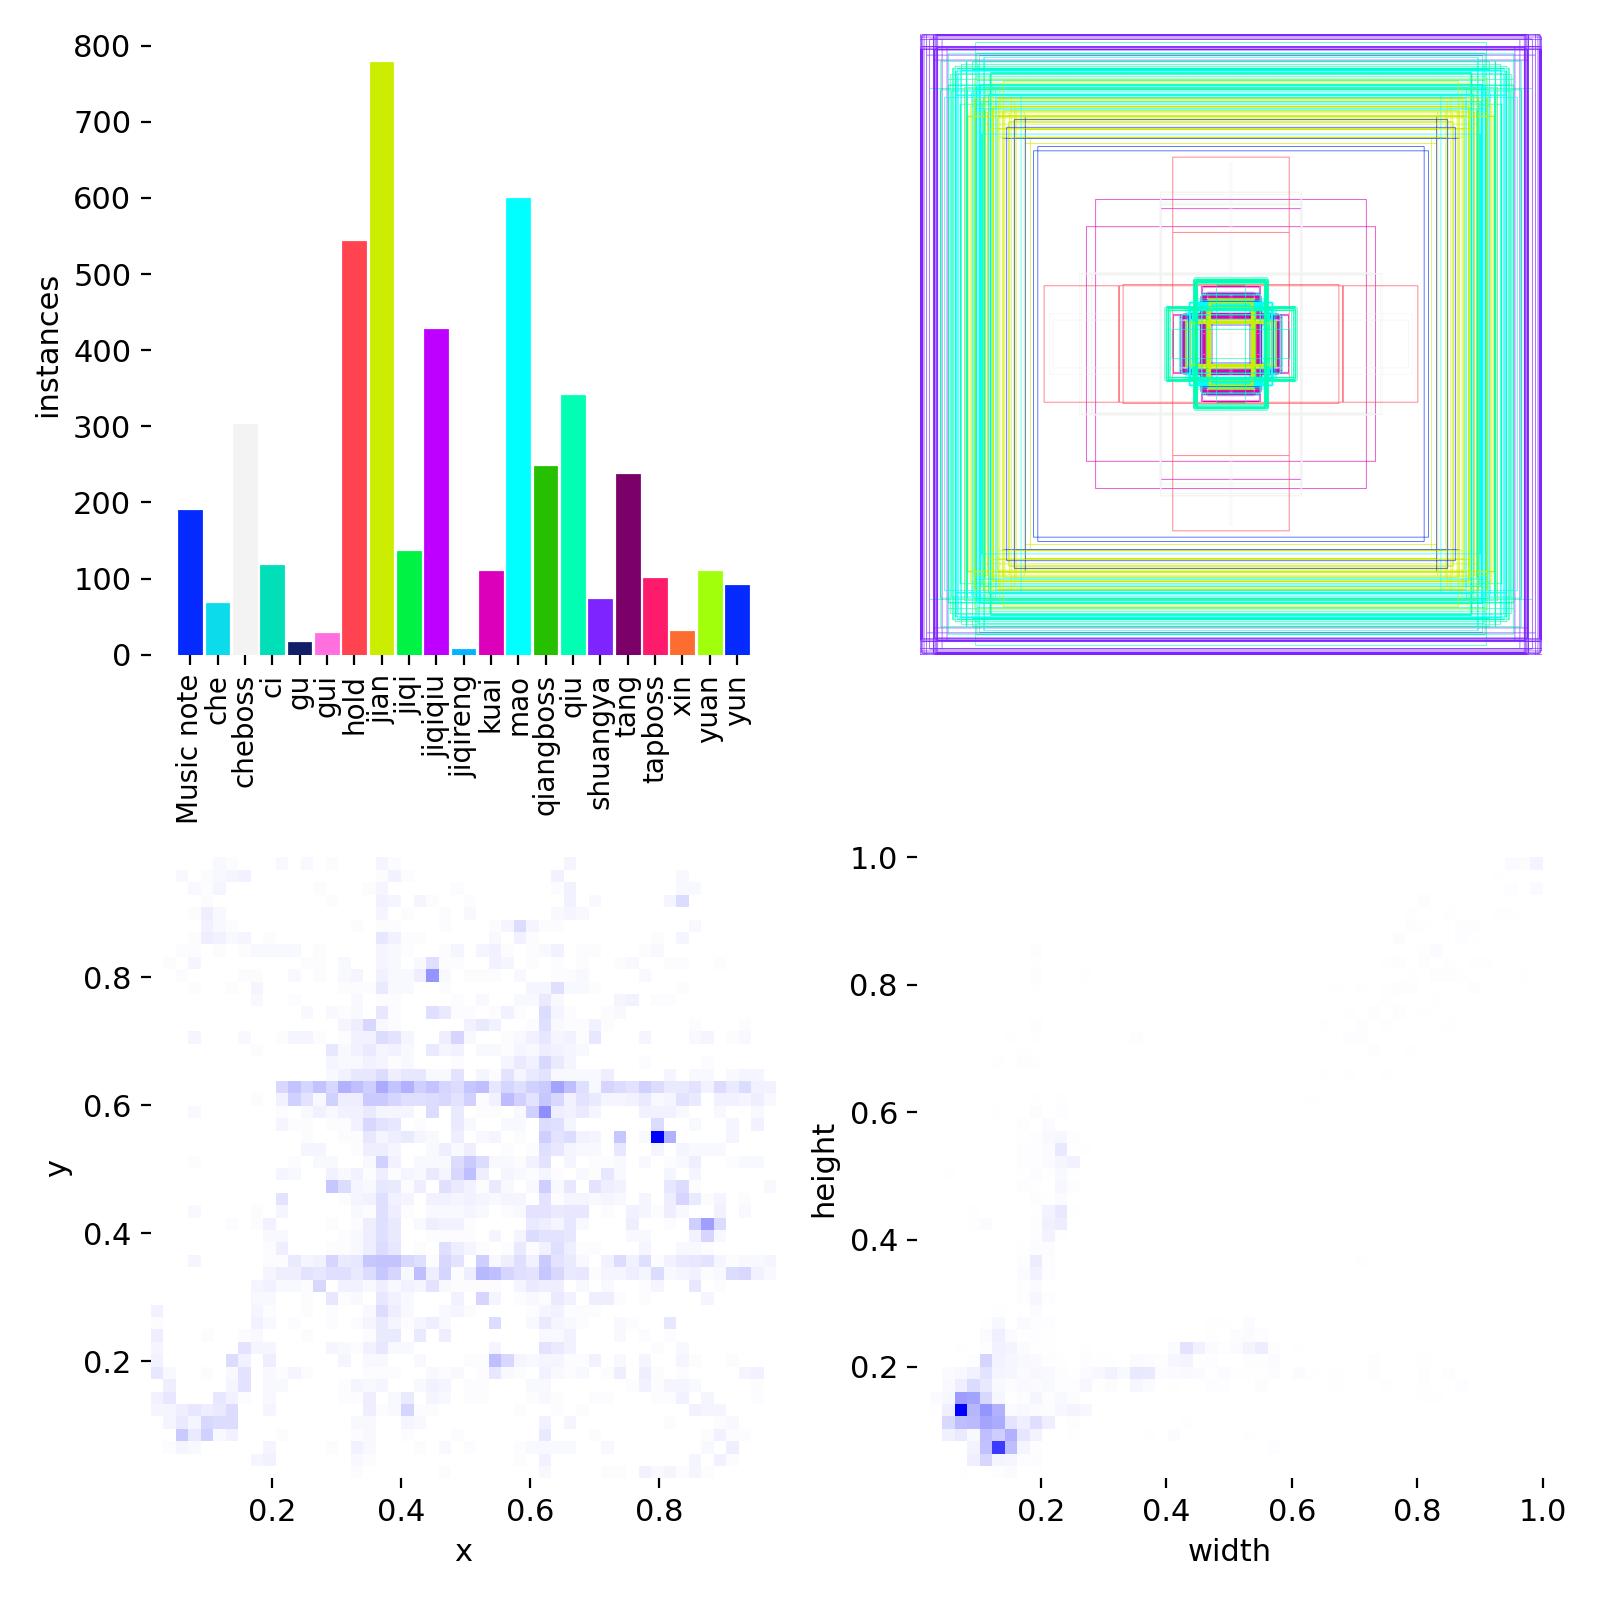 800
700
600
500
400
300
200
100
0
instances
Music note
che
cheboss
ci
gu
gui
hold
jian
jiqi
jiqiqiu
jiqireng
kuai
mao
qiangboss
qiu
shuangya
tang
tapboss
xin
yuan
yun
0.8
0.6
0.4
0.2
y
0.2 0.4 0.6 0.8
x
1.0
0.8
0.6
0.4
0.2
height
0.2 0.4 0.6 0.8 1.0
width